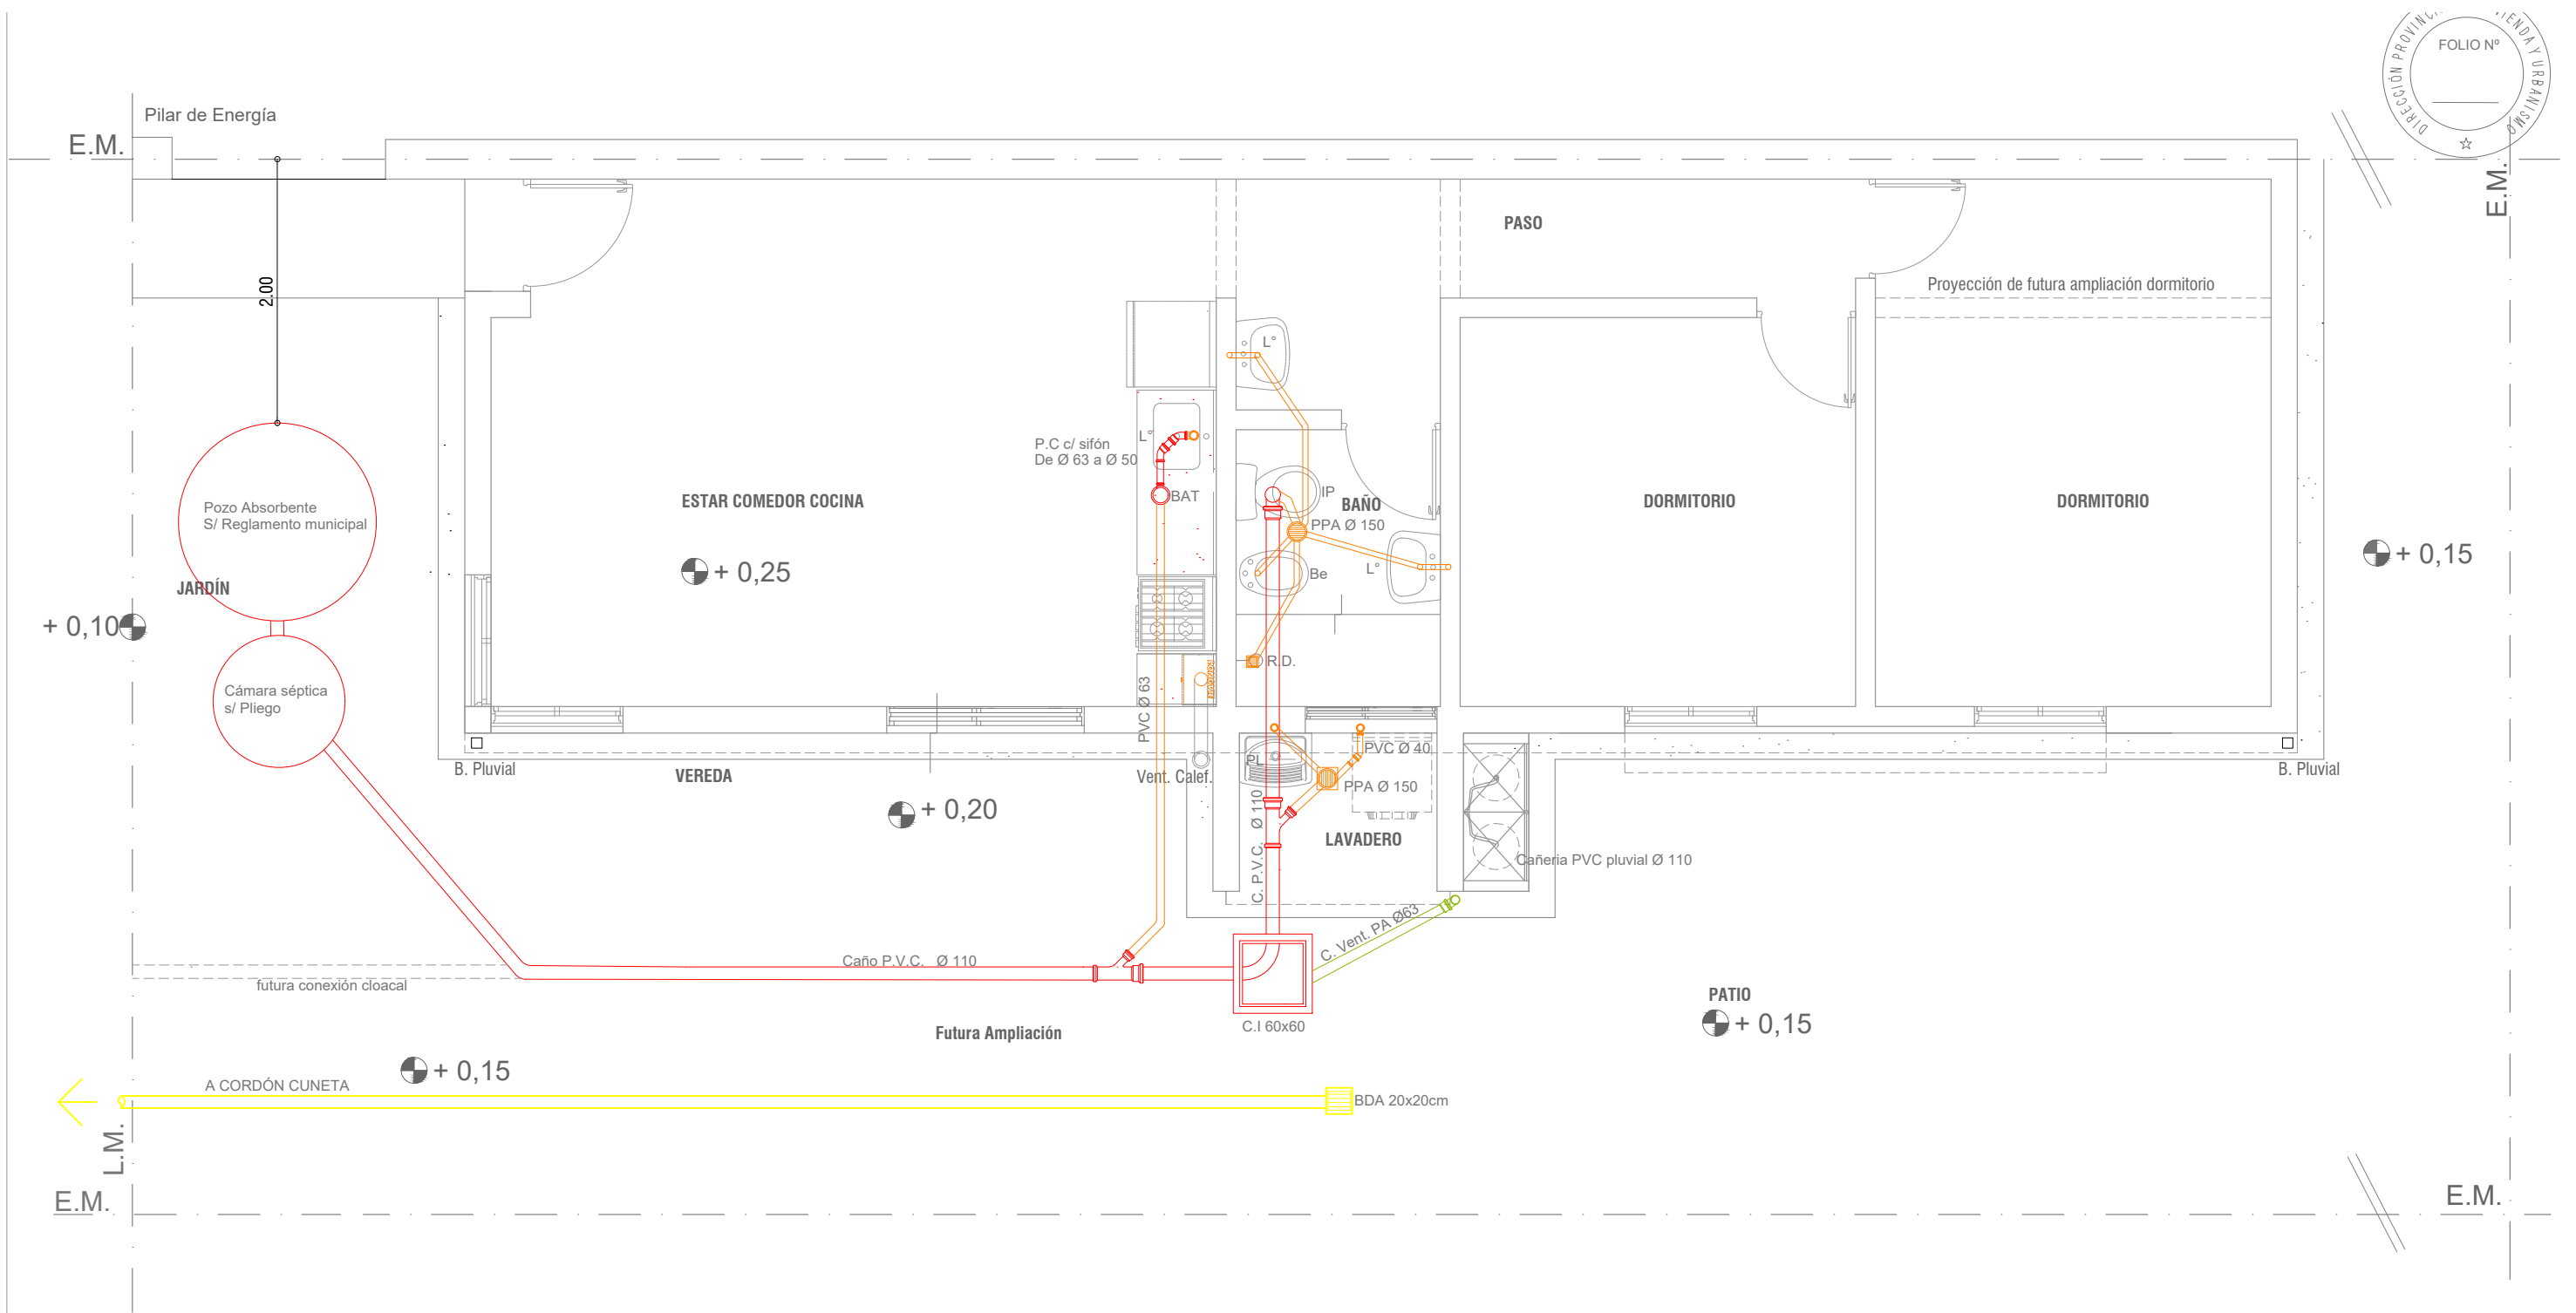 FOLIO Nº
DIRECCIÓN PROVINCIAL
VIENDA Y URBANISMO
Pilar de Energía
E.M.
E.M.
PASO
2.00
Proyección de futura ampliación dormitorio
L°
P.C c/ sifón
De Ø 63 a Ø 50
L°
BAT
IP
BAÑO
PPA Ø 150
Pozo Absorbente
S/ Reglamento municipal
ESTAR COMEDOR COCINA
DORMITORIO
DORMITORIO
+ 0,25
+ 0,15
Be
L°
JARDÍN
+ 0,10
R.D.
Cámara séptica
s/ Pliego
PVC Ø 63
PVC Ø 40
PL
B. Pluvial
VEREDA
Vent. Calef.
PPA Ø 150
B. Pluvial
+ 0,20
C. P.V.C. Ø 110
LAVADERO
Cañeria PVC pluvial Ø 110
C. Vent. PA Ø63
Caño P.V.C. Ø 110
futura conexión cloacal
PATIO
+ 0,15
C.I 60x60
Futura Ampliación
+ 0,15
A CORDÓN CUNETA
BDA 20x20cm
L.M.
E.M.
E.M.